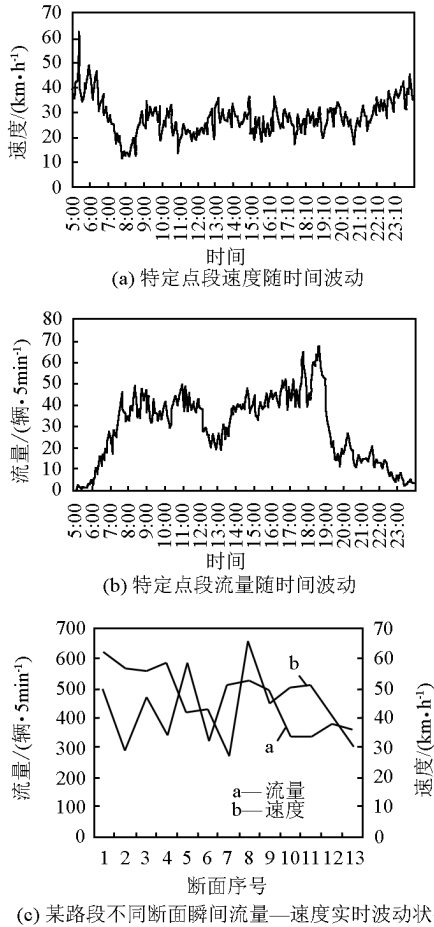 70
60
50
40
30
20
10
0
速度/(km·h⁻¹)
5:00 6:00 7:00 8:00 9:00 10:00 11:00 12:00 13:00 14:00 15:00 16:10 17:10 18:10 19:10 20:10 21:10 22:10 23:10
时间
(a) 特定点段速度随时间波动
80
70
60
50
40
30
20
10
0
流量/(辆·5min⁻¹)
5:00 6:00 7:00 8:00 9:00 10:00 11:00 12:00 13:00 14:00 15:00 16:00 17:00 18:00 19:00 20:00 21:00 22:00 23:00
时间
(b) 特定点段流量随时间波动
700 70
600 60
500 50
400 40
300 30
200 20
100 10
0 0
流量/(辆·5min⁻¹)
速度/(km·h⁻¹)
b
a
a—流量
b—速度
1 2 3 4 5 6 7 8 9 10 11 12 13
断面序号
(c) 某路段不同断面瞬间流量—速度实时波动状